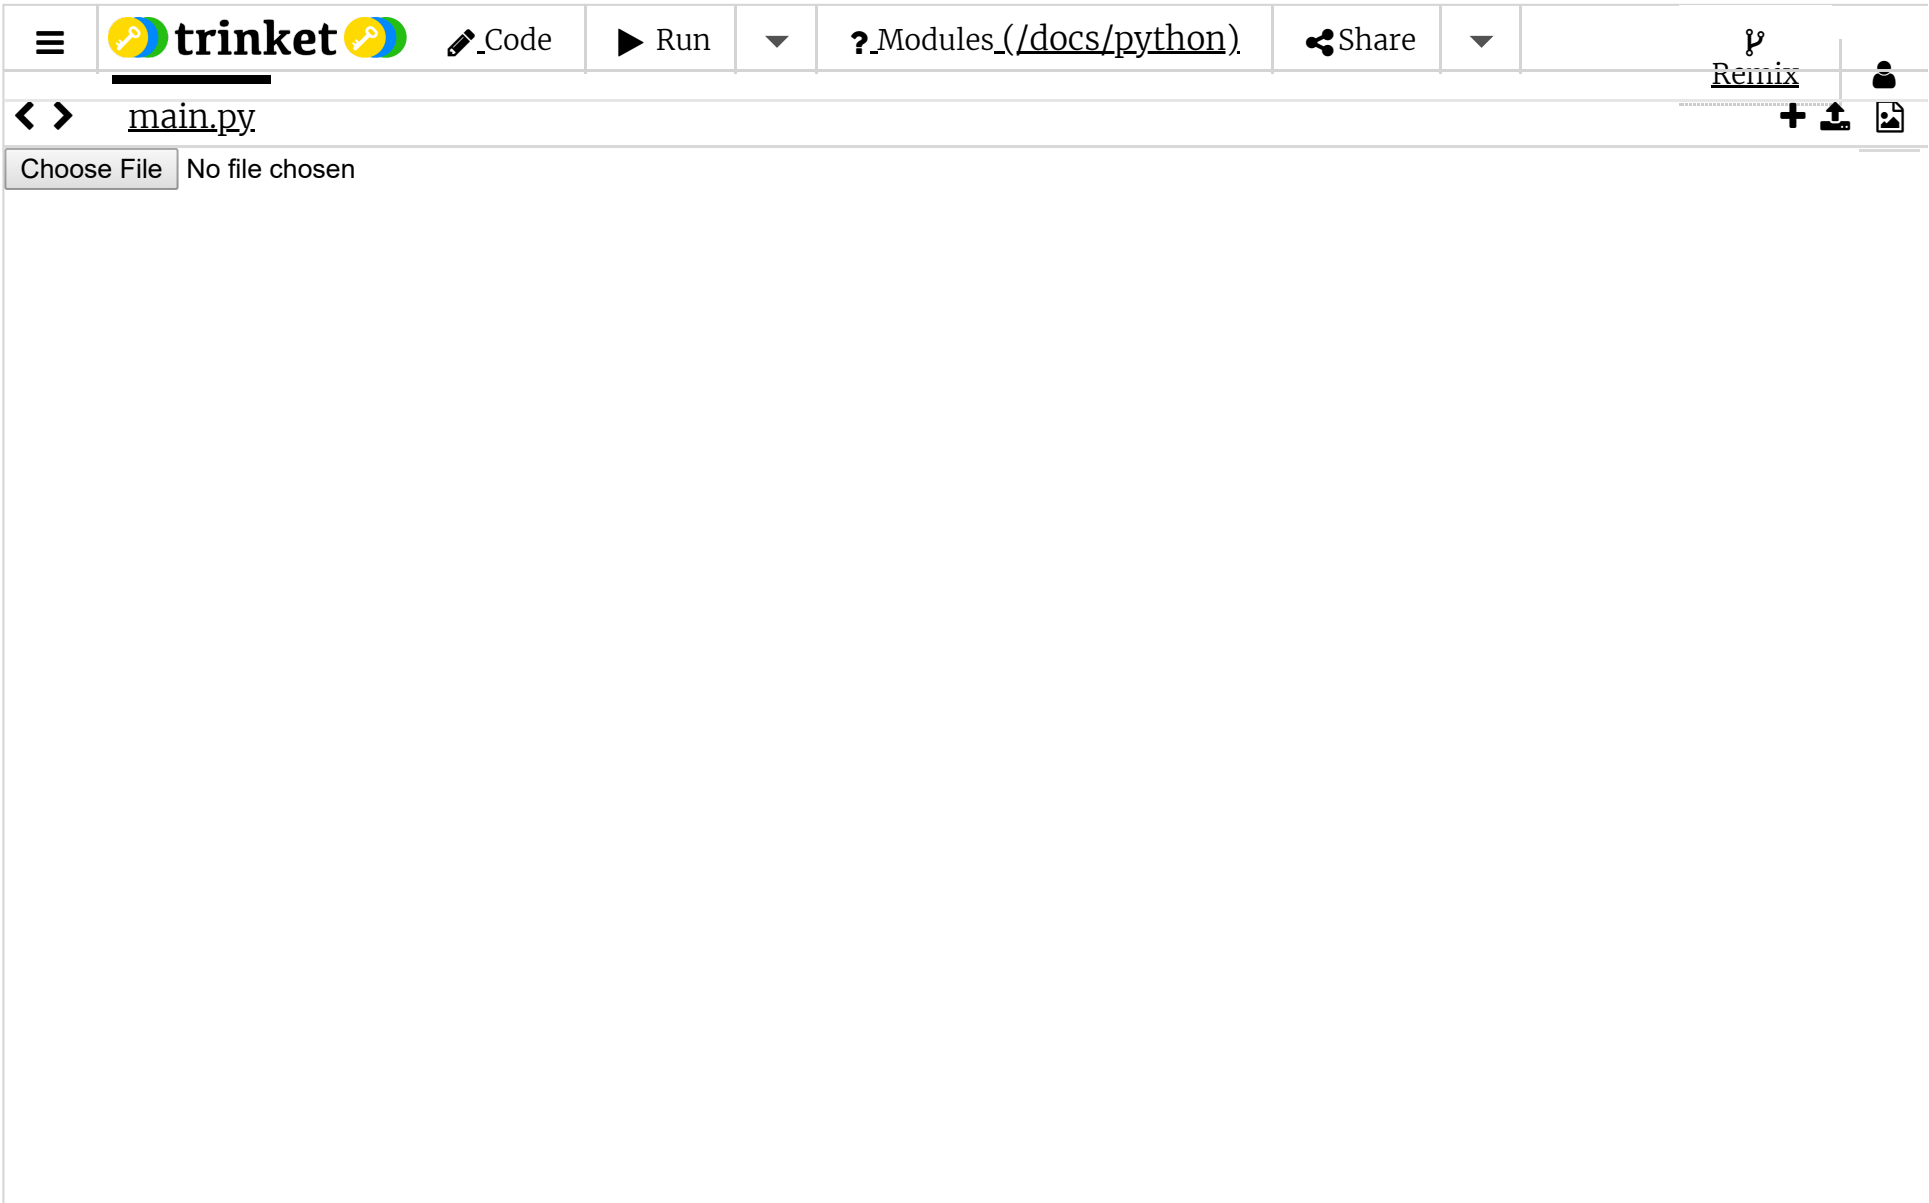 trinket Code Run ? Modules (/docs/python) Share
Remix
main.py
Choose File No file chosen